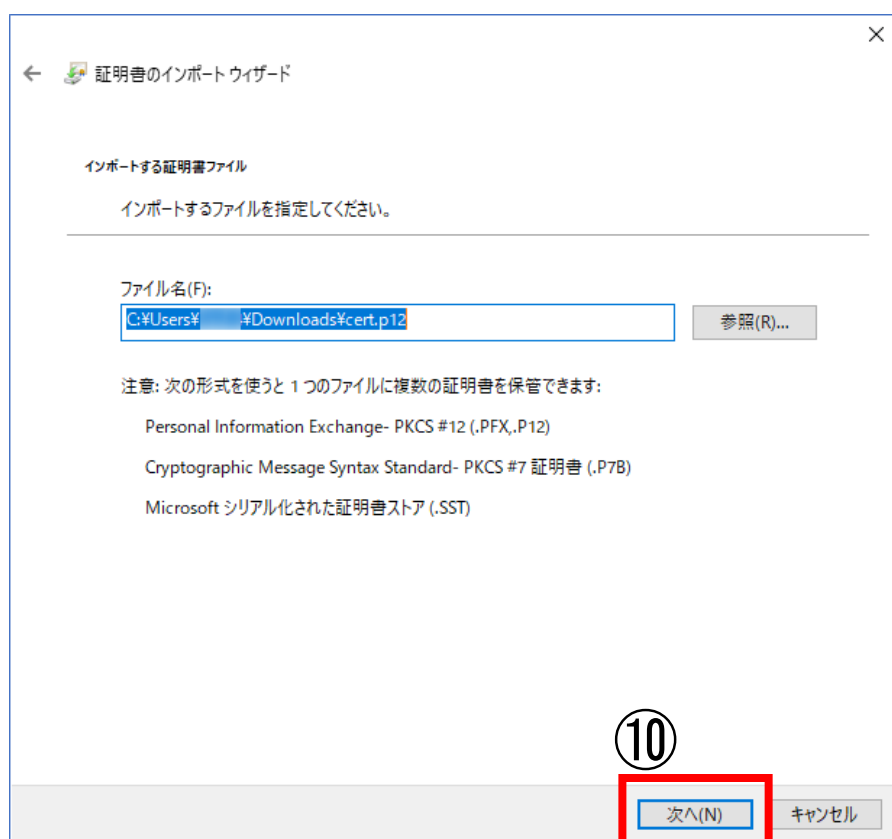 証明書のインポート ウィザード
インポートする証明書ファイル
インポートするファイルを指定してください。
ファイル名(F):
C:¥Users¥ ¥Downloads¥cert.p12
参照(R)...
注意: 次の形式を使うと 1 つのファイルに複数の証明書を保管できます:
Personal Information Exchange- PKCS #12 (.PFX,.P12)
Cryptographic Message Syntax Standard- PKCS #7 証明書 (.P7B)
Microsoft シリアル化された証明書ストア (.SST)
⑩
次へ(N)
キャンセル